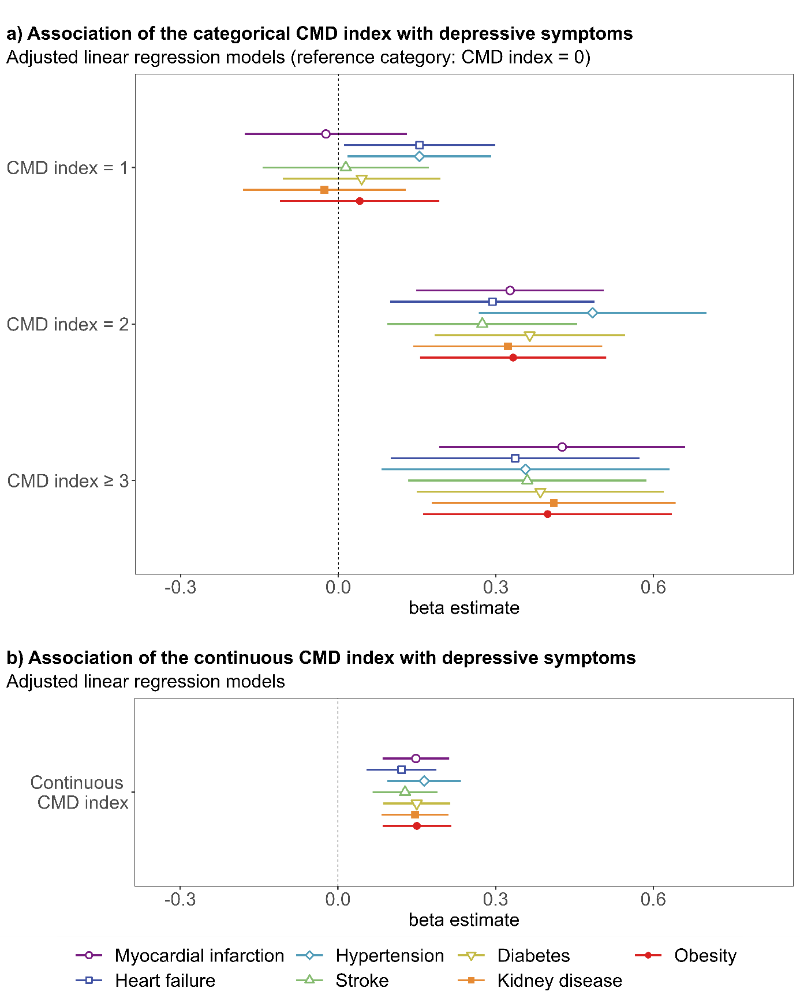 a) Association of the categorical CMD index with depressive symptoms
Adjusted linear regression models (reference category: CMD index = 0)
CMD index = 1
CMD index = 2
CMD index ≥ 3
-0.3 0.0 0.3 0.6
beta estimate
b) Association of the continuous CMD index with depressive symptoms
Adjusted linear regression models
Continuous
CMD index
-0.3 0.0 0.3 0.6
beta estimate
Myocardial infarction Hypertension Diabetes Obesity
Heart failure Stroke Kidney disease